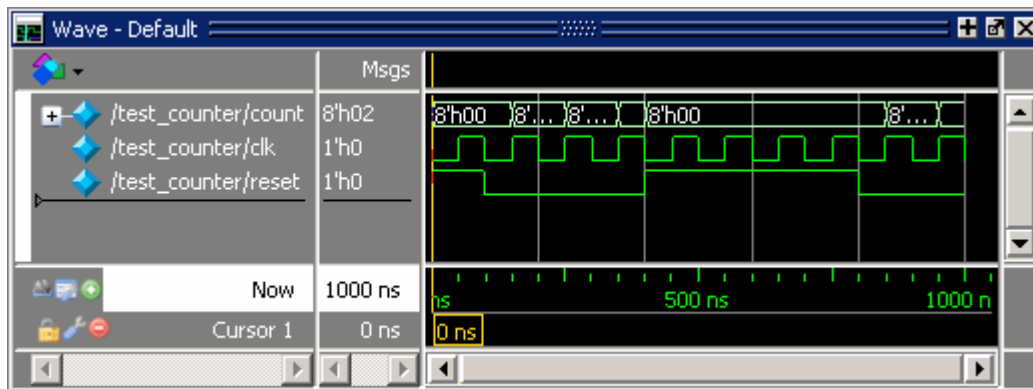 Wave - Default
Msgs
/test_counter/count 8'h02 8'h00 8'... 8'... 8'h00 8'...
/test_counter/clk 1'h0
/test_counter/reset 1'h0
Now 1000 ns ns 500 ns 1000 n
Cursor 1 0 ns 0 ns